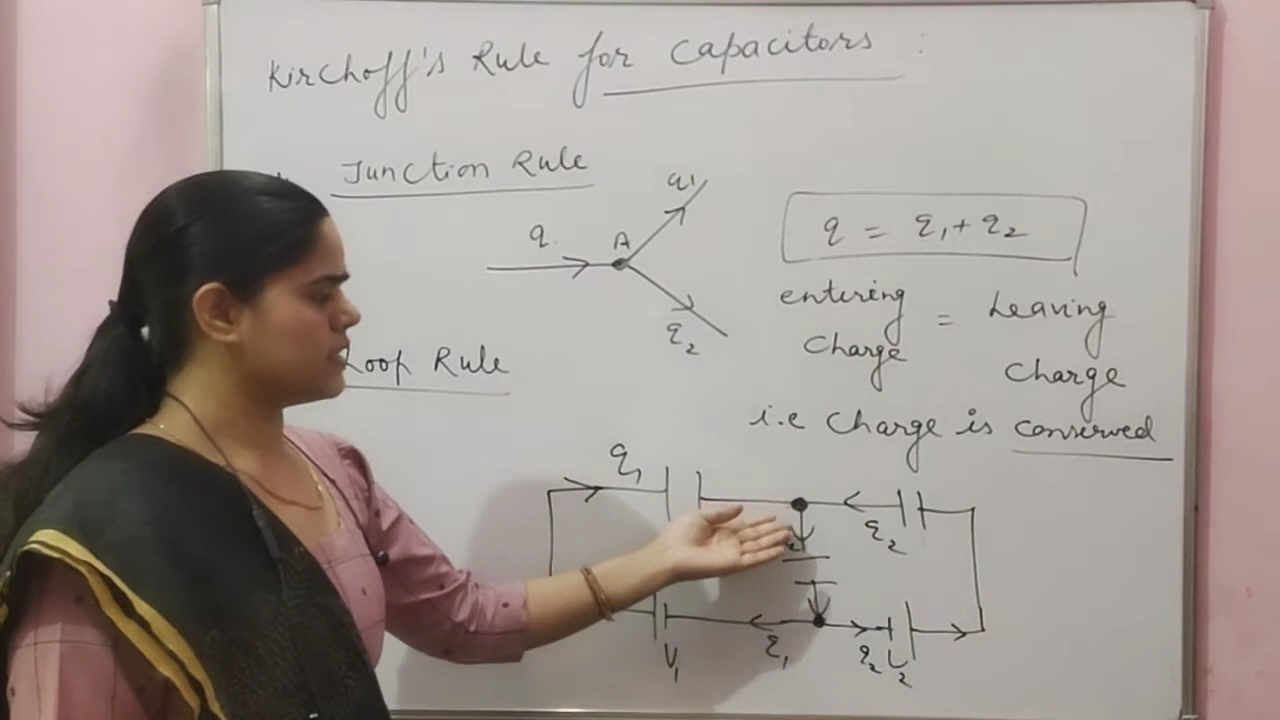 Kirchoff's Rule for Capacitors :
Junction Rule
q
A
q1
q2
q = q1 + q2
entering charge = Leaving charge
i.e Charge is conserved
Loop Rule
q1
q2
V1
q1
q2
V2